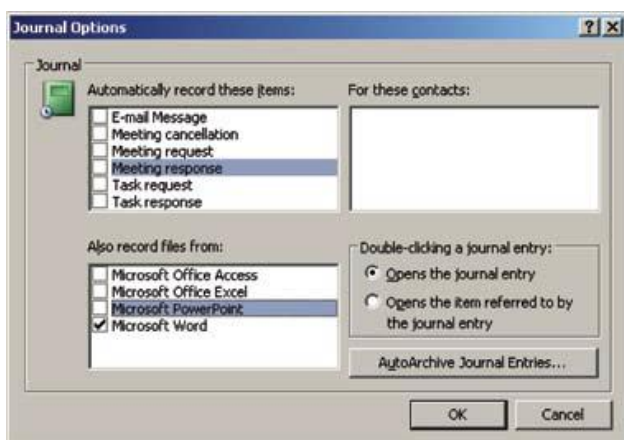 Journal Options
Journal
Automatically record these items:
E-mail Message
Meeting cancellation
Meeting request
Meeting response
Task request
Task response
For these contacts:
Also record files from:
Microsoft Office Access
Microsoft Office Excel
Microsoft PowerPoint
Microsoft Word
Double-clicking a journal entry:
Opens the journal entry
Opens the item referred to by
the journal entry
AutoArchive Journal Entries...
OK
Cancel